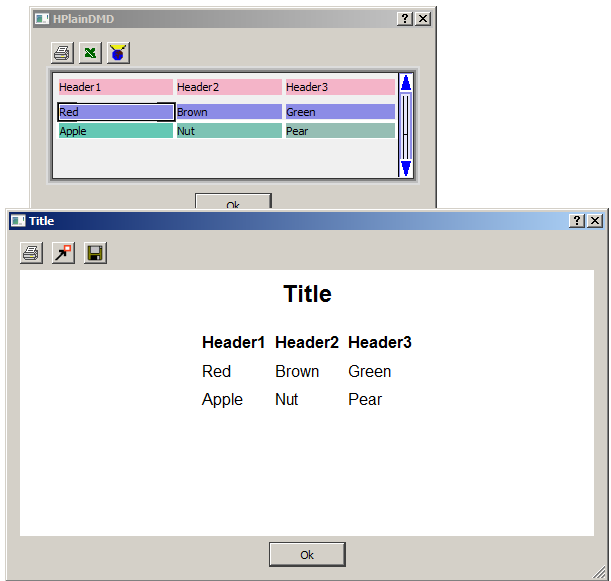 HPlainDMD
Header1 Header2 Header3
Red Brown Green
Apple Nut Pear
Ok
Title
Title
Header1 Header2 Header3
Red Brown Green
Apple Nut Pear
Ok